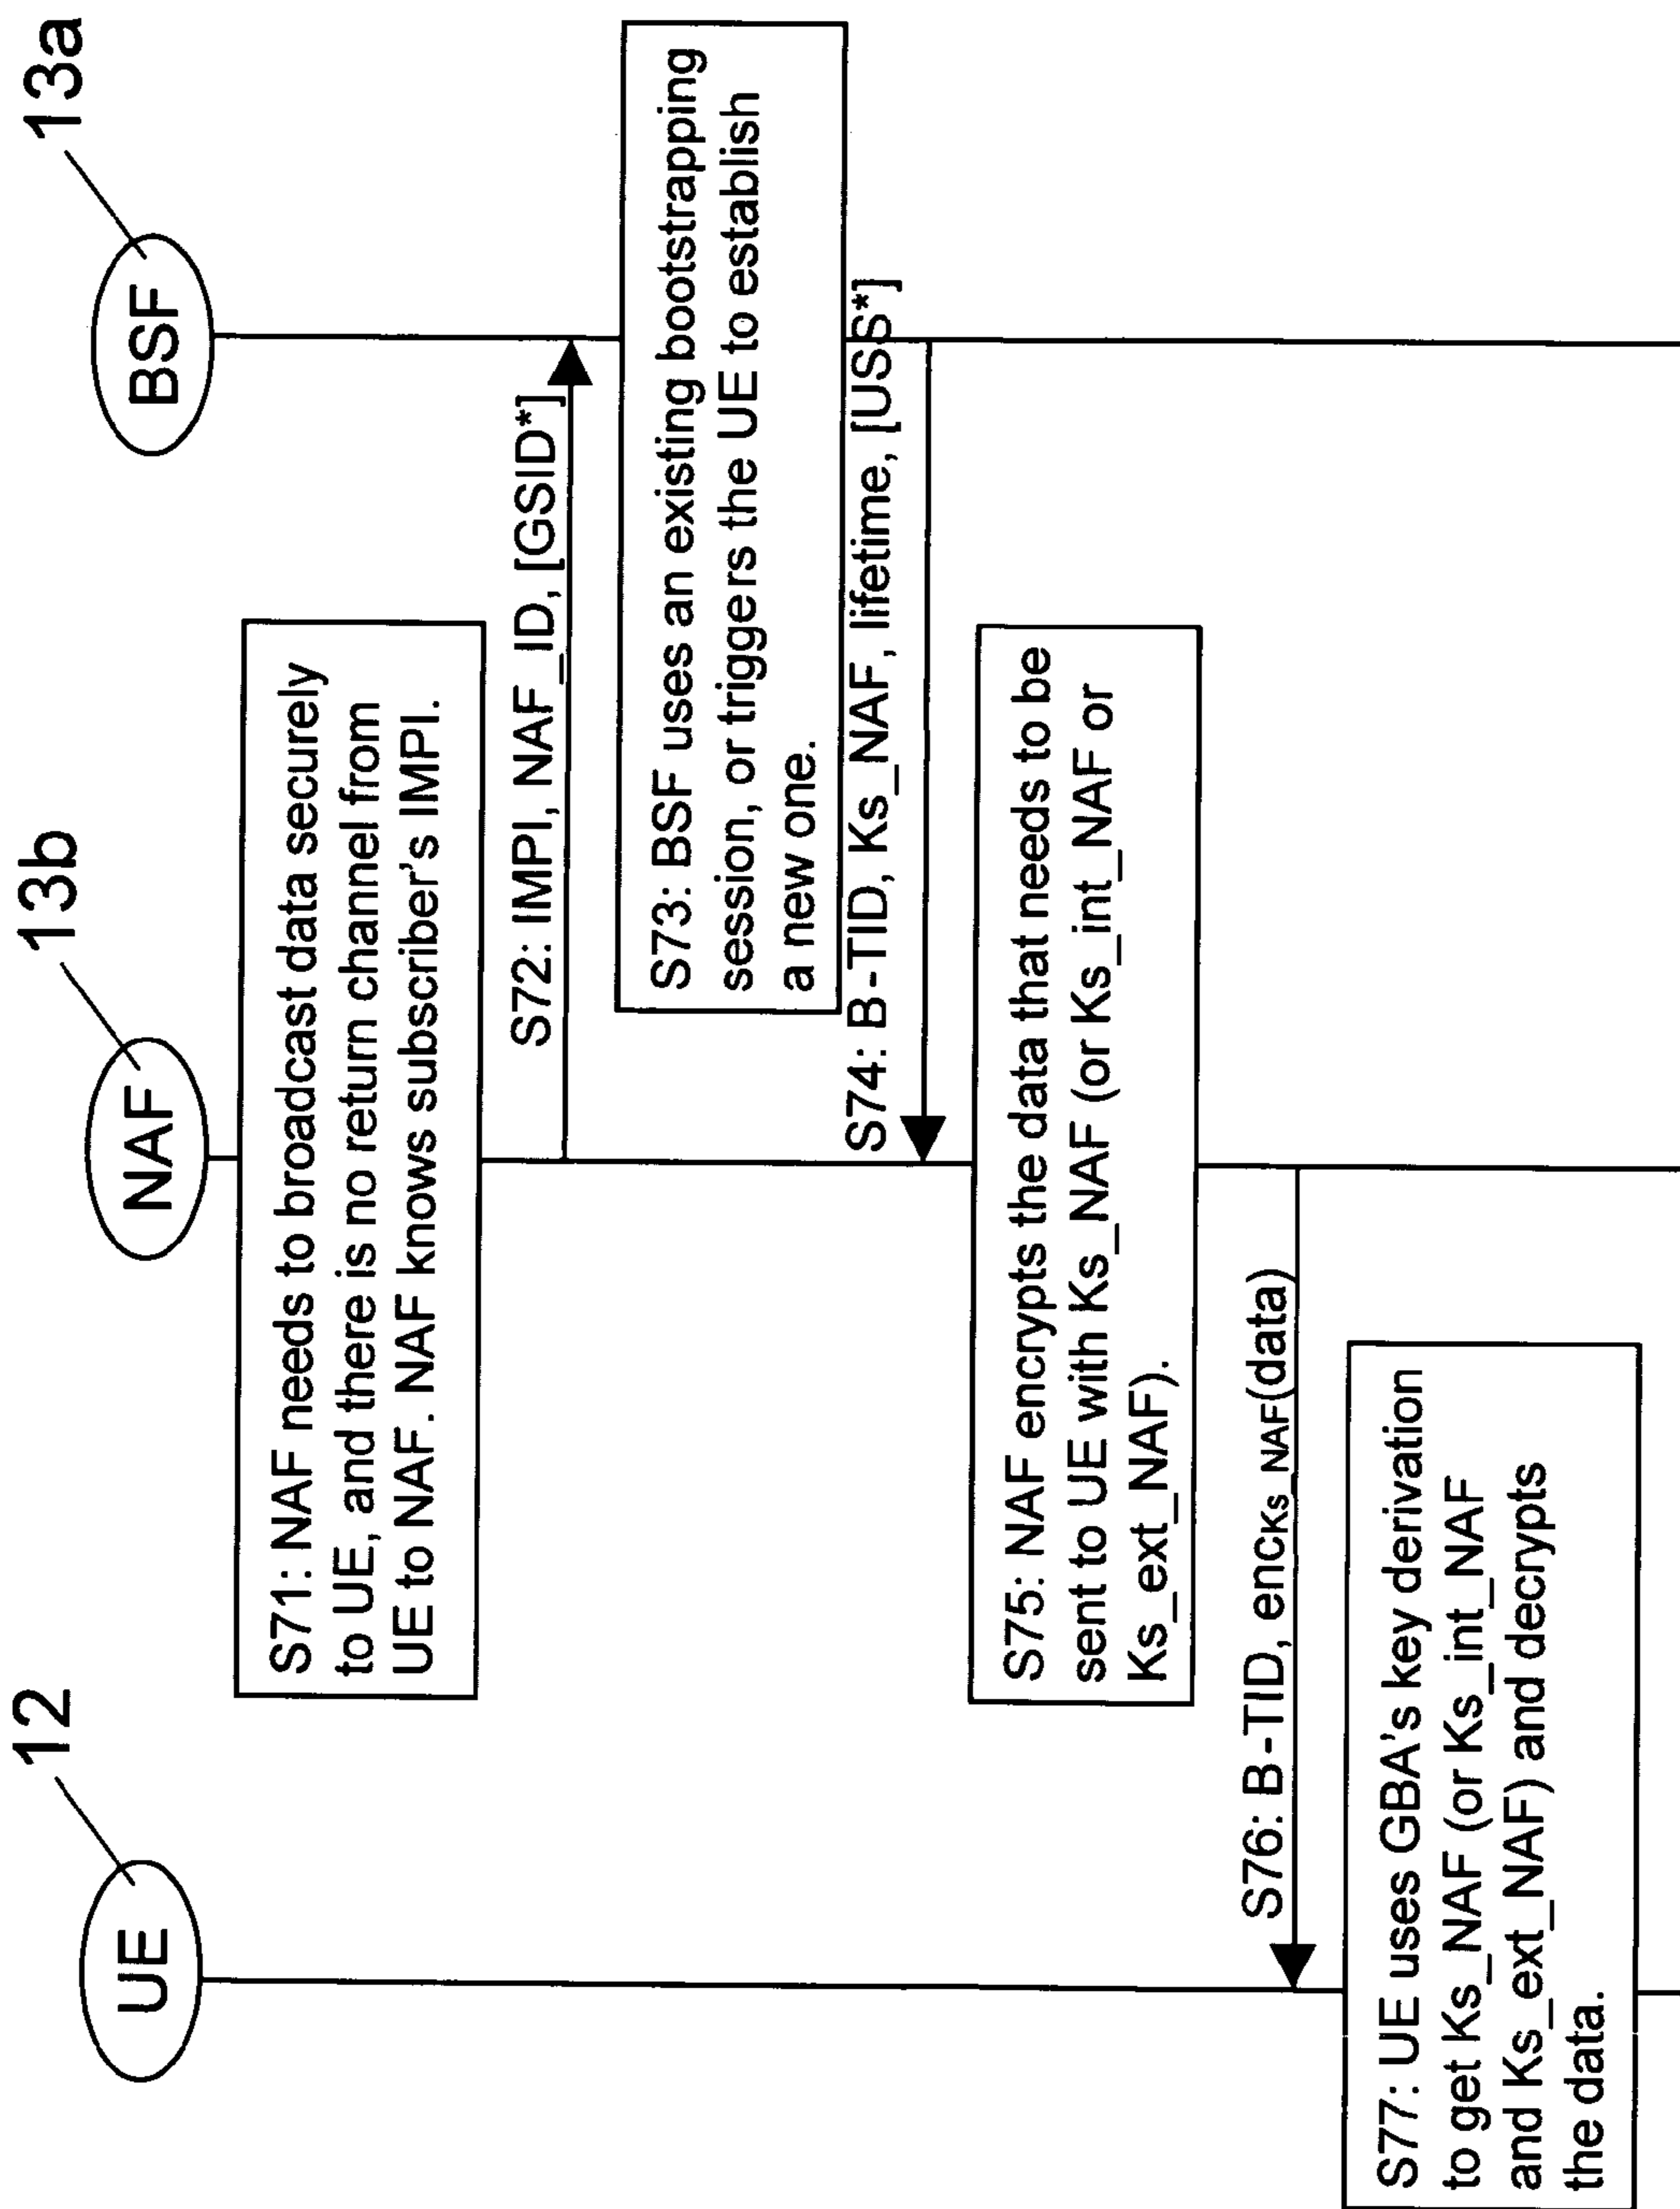 12
13b
13a
UE
NAF
BSF
S71: NAF needs to broadcast data securely
to UE, and there is no return channel from
UE to NAF. NAF knows subscriber's IMPI.
S72: IMPI, NAF_ID, [GSID*]
S73: BSF uses an existing bootstrapping
session, or triggers the UE to establish
a new one.
S74: B-TID, Ks_NAF, lifetime, [USS*]
S75: NAF encrypts the data that needs to be
sent to UE with Ks_NAF (or Ks_int_NAF or
Ks_ext_NAF).
S76: B-TID, encKs_NAF(data)
S77: UE uses GBA's key derivation
to get Ks_NAF (or Ks_int_NAF
and Ks_ext_NAF) and decrypts
the data.